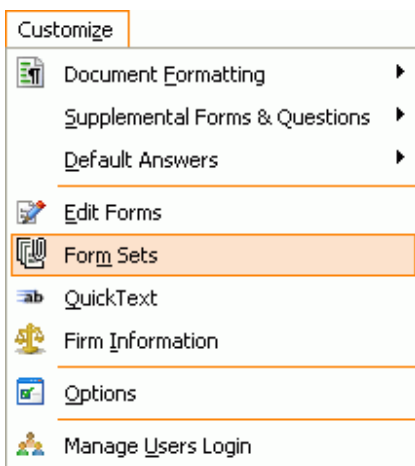 Customize
Document Formatting
Supplemental Forms & Questions
Default Answers
Edit Forms
Form Sets
ab QuickText
Firm Information
Options
Manage Users Login